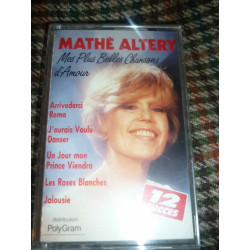 MATHÉ ALTERY
Mes Plus Belles Chansons
d'Amour
Arrivederci
Roma
J'aurais Voulu
Danser
Un Jour mon
Prince Viendra
Les Roses Blanches
Jalousie
12
SUCCES
distribution
PolyGram